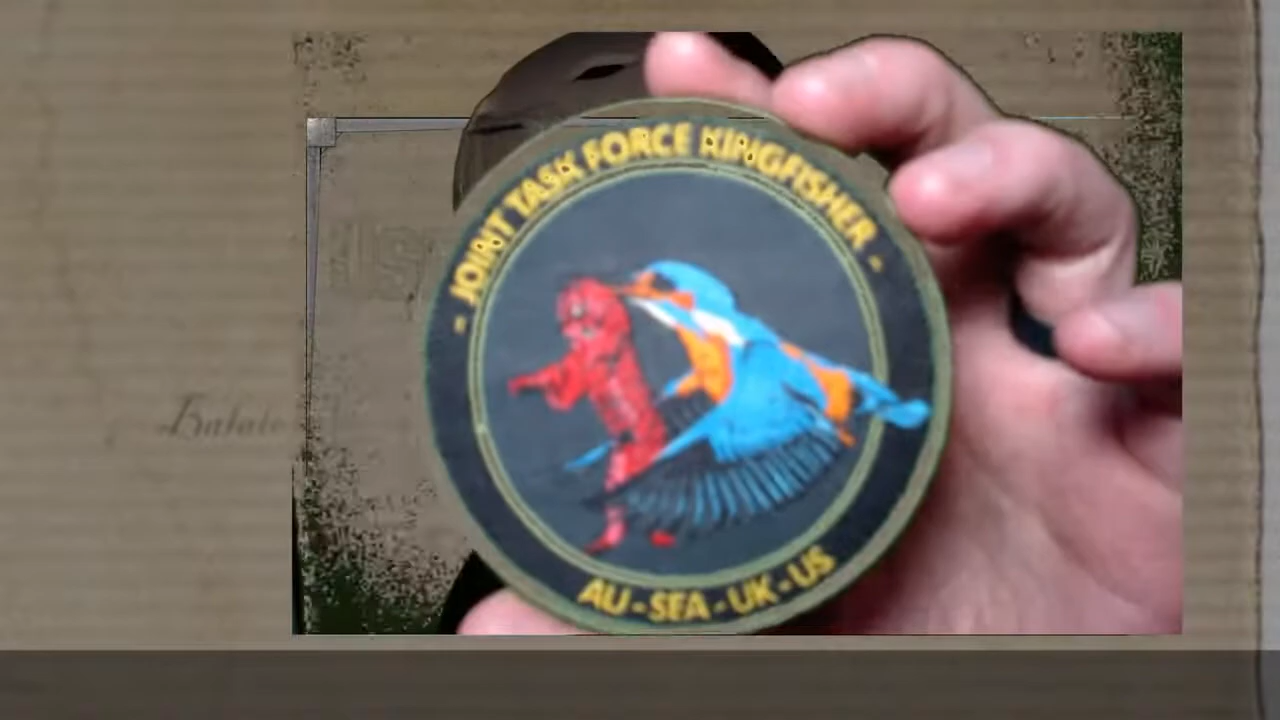 - JOINT TASK FORCE KINGFISHER -
AU - SEA - UK - US